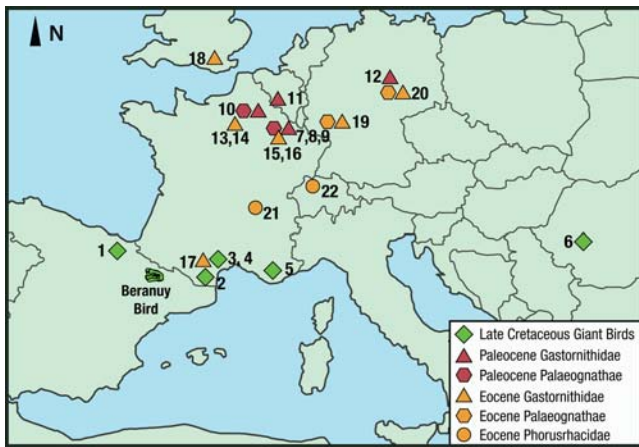 N
18
12
11
10
20
19
13,14
7,8,9
15,16
22
21
6
1
17
3, 4
5
2
Beranuy
Bird
Late Cretaceous Giant Birds
Paleocene Gastornithidae
Paleocene Palaeognathae
Eocene Gastornithidae
Eocene Palaeognathae
Eocene Phorusrhacidae